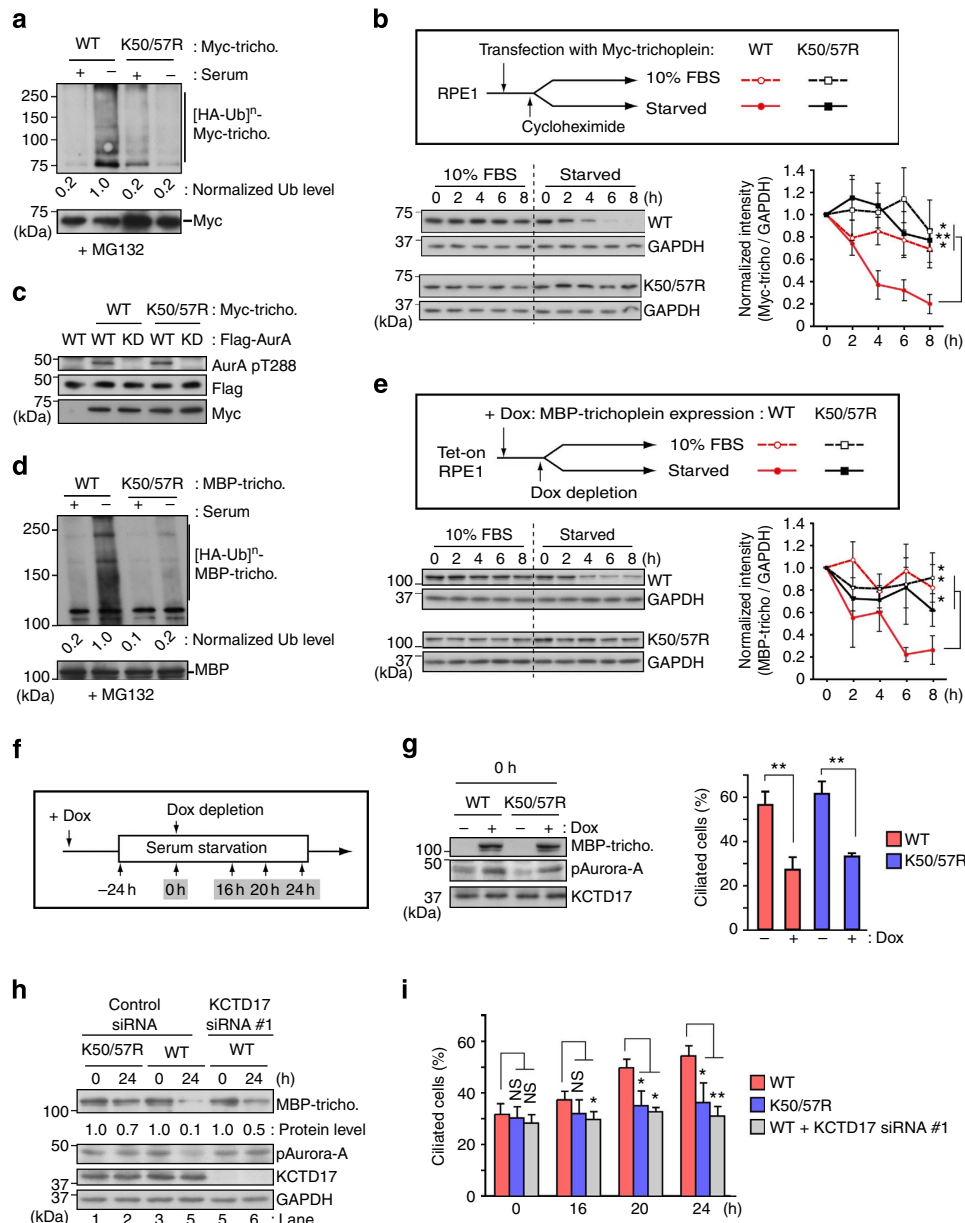 a
WT K50/57R : Myc-tricho.
+ − + − : Serum
250
150
100
75
[HA-Ub]n-
Myc-tricho.
0.2 1.0 0.2 0.2 : Normalized Ub level
75
(kDa)
Myc
+ MG132
b
Transfection with Myc-trichoplein: WT K50/57R
RPE1
10% FBS
Starved
Cycloheximide
10% FBS Starved
0 2 4 6 8 0 2 4 6 8 (h)
75
WT
37
GAPDH
75
K50/57R
37
GAPDH
(kDa)
Normalized intensity
(Myc-tricho / GAPDH)
1.4
1.2
1.0
0.8
0.6
0.4
0.2
0 2 4 6 8 (h)
*
**
*
c
WT K50/57R : Myc-tricho.
WT WT KD WT KD : Flag-AurA
50
AurA pT288
50
Flag
75
(kDa)
Myc
d
WT K50/57R : MBP-tricho.
+ − + − : Serum
250
150
100
[HA-Ub]n-
MBP-tricho.
0.2 1.0 0.1 0.2 : Normalized Ub level
100
(kDa)
MBP
+ MG132
e
+ Dox: MBP-trichoplein expression : WT K50/57R
Tet-on
RPE1
10% FBS
Starved
Dox depletion
10% FBS Starved
0 2 4 6 8 0 2 4 6 8 (h)
100
WT
37
GAPDH
100
K50/57R
37
GAPDH
(kDa)
Normalized intensity
(MBP-tricho / GAPDH)
1.4
1.2
1.0
0.8
0.6
0.4
0.2
0 2 4 6 8 (h)
*
*
*
f
+ Dox
Dox depletion
Serum starvation
−24 h 0 h 16 h 20 h 24 h
g
0 h
WT K50/57R
− + − + : Dox
100
MBP-tricho.
50
pAurora-A
37
KCTD17
(kDa)
Ciliated cells (%)
60
40
20
0
** **
− + − + : Dox
WT
K50/57R
h
Control
siRNA
KCTD17
siRNA #1
K50/57R WT WT
0 24 0 24 0 24 (h)
100
MBP-tricho.
1.0 0.7 1.0 0.1 1.0 0.5 : Protein level
50
pAurora-A
37
KCTD17
37
GAPDH
(kDa)
1 2 3 5 5 6 : Lane
i
Ciliated cells (%)
60
40
20
0
NS NS NS * * * * **
0 16 20 24 (h)
WT
K50/57R
WT + KCTD17 siRNA #1